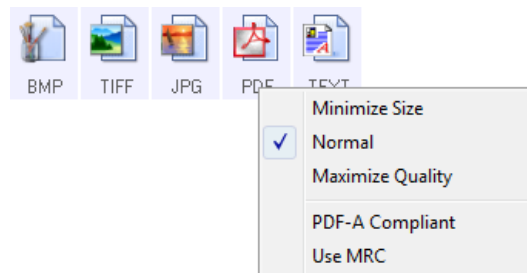 BMP TIFF JPG PDF TEXT
Minimize Size
Normal
Maximize Quality
PDF-A Compliant
Use MRC